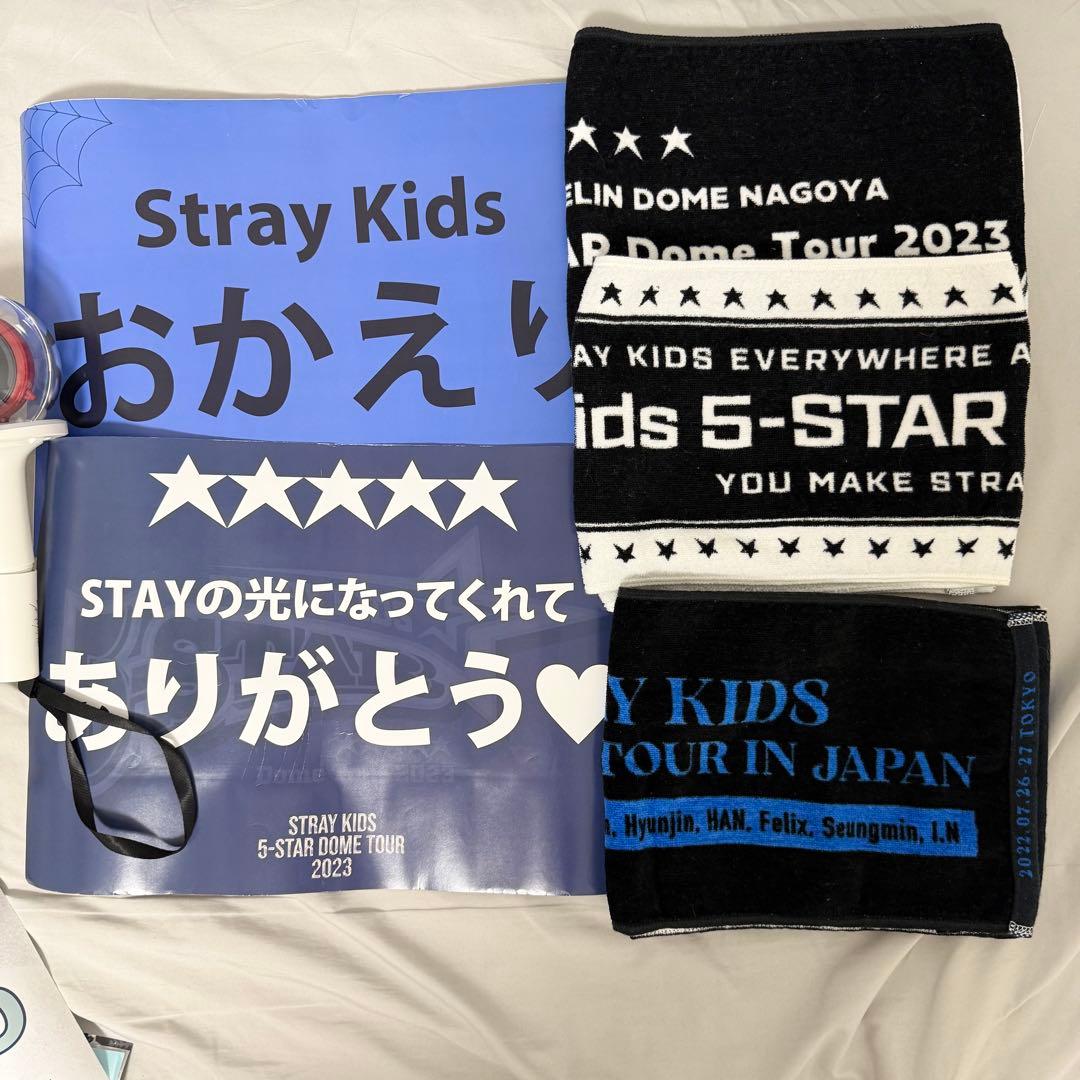 Stray Kids
おかえり
★★★★★
STAYの光になってくれて
ありがとう♥
STRAY KIDS
5-STAR DOME TOUR
2023
★★★
ELIN DOME NAGOYA
AR Dome Tour 2023
AY KIDS EVERYWHERE A
ids 5-STAR
YOU MAKE STRA
Y KIDS
TOUR IN JAPAN
n, Hyunjin, HAN, Felix, Seungmin, I.N
2022.07.26-27 TOKYO